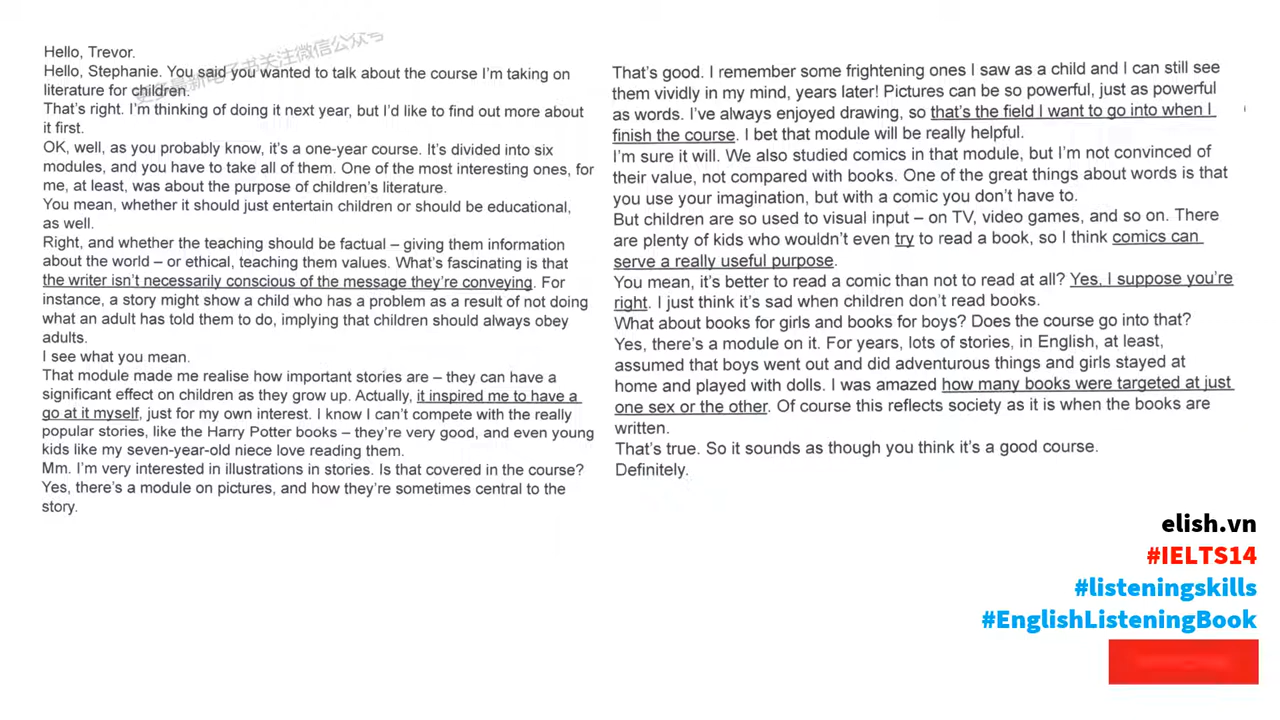 Hello, Trevor.
Hello, Stephanie. You said you wanted to talk about the course I'm taking on
literature for children.
更多最新电子书关注微信公众号
That's right. I'm thinking of doing it next year, but I'd like to find out more about
it first.
OK, well, as you probably know, it's a one-year course. It's divided into six
modules, and you have to take all of them. One of the most interesting ones, for
me, at least, was about the purpose of children's literature.
You mean, whether it should just entertain children or should be educational,
as well.
Right, and whether the teaching should be factual – giving them information
about the world – or ethical, teaching them values. What's fascinating is that
the writer isn't necessarily conscious of the message they're conveying. For
instance, a story might show a child who has a problem as a result of not doing
what an adult has told them to do, implying that children should always obey
adults.
I see what you mean.
That module made me realise how important stories are – they can have a
significant effect on children as they grow up. Actually, it inspired me to have a
go at it myself, just for my own interest. I know I can't compete with the really
popular stories, like the Harry Potter books – they're very good, and even young
kids like my seven-year-old niece love reading them.
Mm. I'm very interested in illustrations in stories. Is that covered in the course?
Yes, there's a module on pictures, and how they're sometimes central to the
story.
That's good. I remember some frightening ones I saw as a child and I can still see
them vividly in my mind, years later! Pictures can be so powerful, just as powerful
as words. I've always enjoyed drawing, so that's the field I want to go into when I
finish the course. I bet that module will be really helpful.
I'm sure it will. We also studied comics in that module, but I'm not convinced of
their value, not compared with books. One of the great things about words is that
you use your imagination, but with a comic you don't have to.
But children are so used to visual input – on TV, video games, and so on. There
are plenty of kids who wouldn't even try to read a book, so I think comics can
serve a really useful purpose.
You mean, it's better to read a comic than not to read at all? Yes, I suppose you're
right. I just think it's sad when children don't read books.
What about books for girls and books for boys? Does the course go into that?
Yes, there's a module on it. For years, lots of stories, in English, at least,
assumed that boys went out and did adventurous things and girls stayed at
home and played with dolls. I was amazed how many books were targeted at just
one sex or the other. Of course this reflects society as it is when the books are
written.
That's true. So it sounds as though you think it's a good course.
Definitely.
elish.vn
#IELTS14
#listeningskills
#EnglishListeningBook